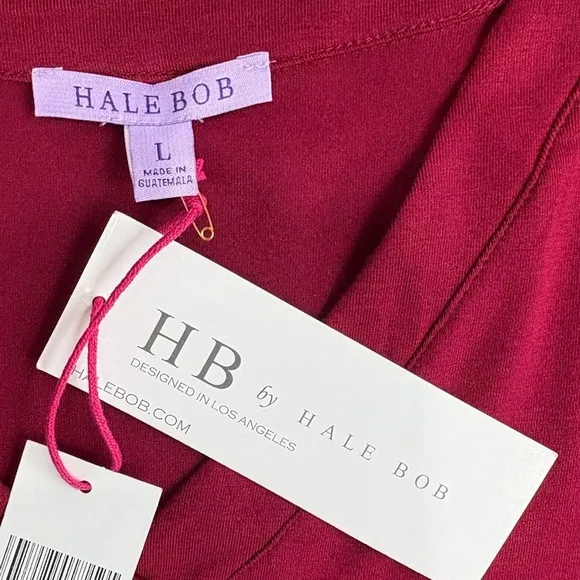 HALE BOB
L
MADE IN
GUATEMALA
HB by HALE BOB
DESIGNED IN LOS ANGELES
HALEBOB.COM